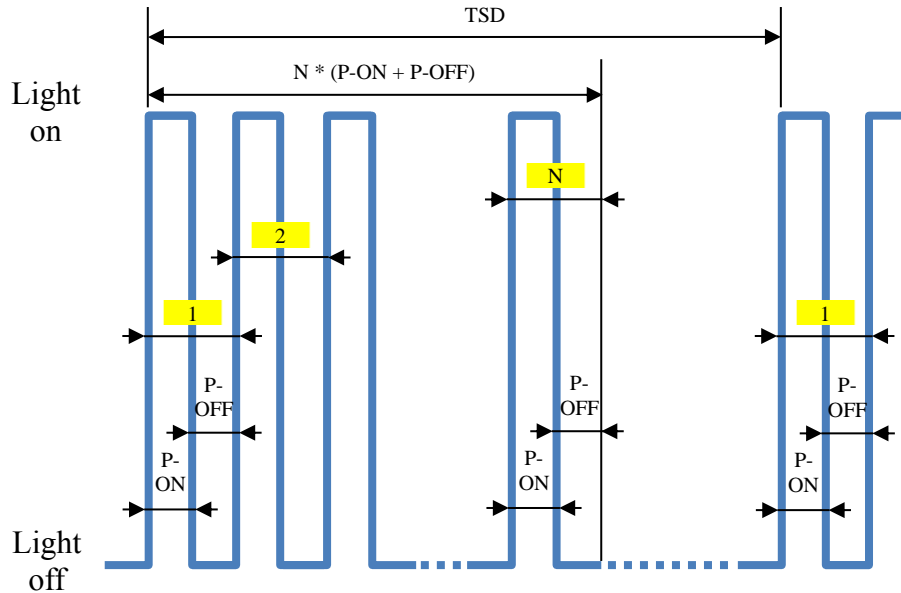 TSD
N * (P-ON + P-OFF)
Light
on
N
2
1
1
P-
OFF
P-
OFF
P-
OFF
P-
ON
P-
ON
P-
ON
Light
off